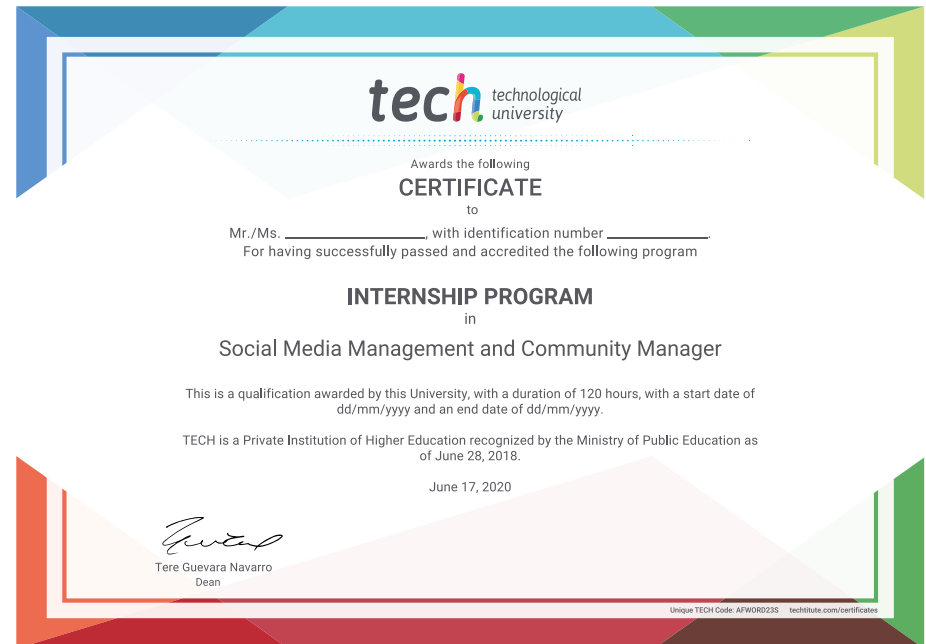 tech technological
university
Awards the following
CERTIFICATE
to
Mr./Ms. ____________________, with identification number ______________.
For having successfully passed and accredited the following program
INTERNSHIP PROGRAM
in
Social Media Management and Community Manager
This is a qualification awarded by this University, with a duration of 120 hours, with a start date of
dd/mm/yyyy and an end date of dd/mm/yyyy.
TECH is a Private Institution of Higher Education recognized by the Ministry of Public Education as
of June 28, 2018.
June 17, 2020
Tere Guevara Navarro
Dean
Unique TECH Code: AFWORD23S techtitute.com/certificates